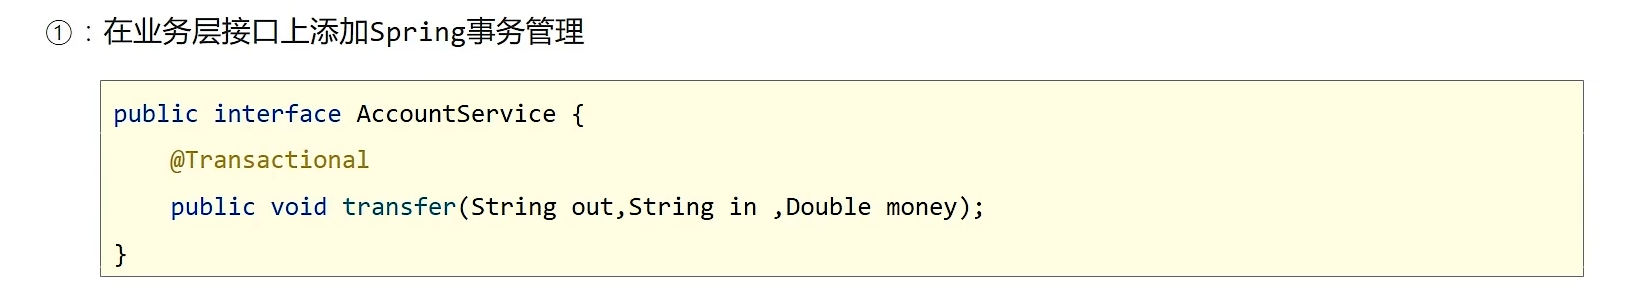 ①：在业务层接口上添加Spring事务管理
public interface AccountService {
    @Transactional
    public void transfer(String out,String in ,Double money);
}